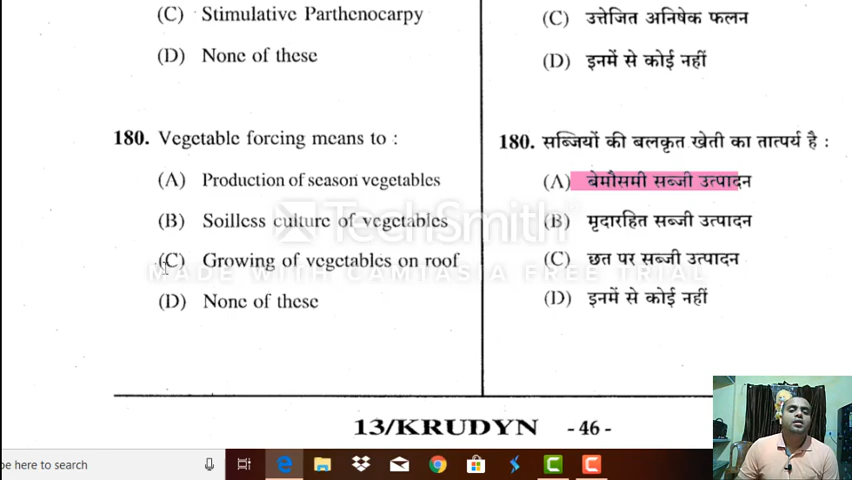 (C) Stimulative Parthenocarpy
(D) None of these
180. Vegetable forcing means to :
(A) Production of season vegetables
(B) Soilless culture of vegetables
(C) Growing of vegetables on roof
(D) None of these
(C) उत्तेजित अनिषेक फलन
(D) इनमें से कोई नहीं
180. सब्जियों की बलकृत खेती का तात्पर्य है :
(A) बेमौसमी सब्जी उत्पादन
(B) मृदारहित सब्जी उत्पादन
(C) छत पर सब्जी उत्पादन
(D) इनमें से कोई नहीं
TechSmith
MADE WITH CAMTASIA FREE TRIAL
13/KRUDYN - 46 -
pe here to search